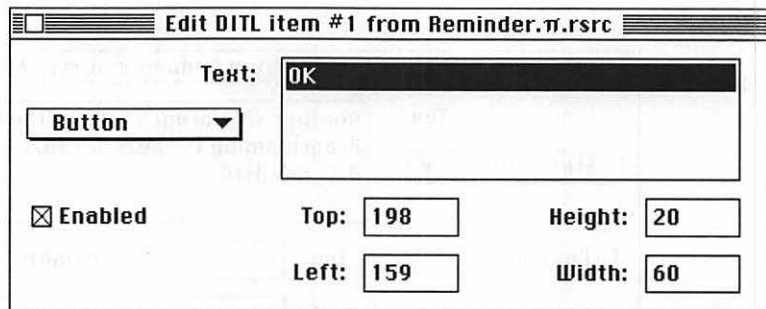 Edit DITL item #1 from Reminder.π.rsrc
Text: OK
Button
Enabled
Top: 198
Height: 20
Left: 159
Width: 60